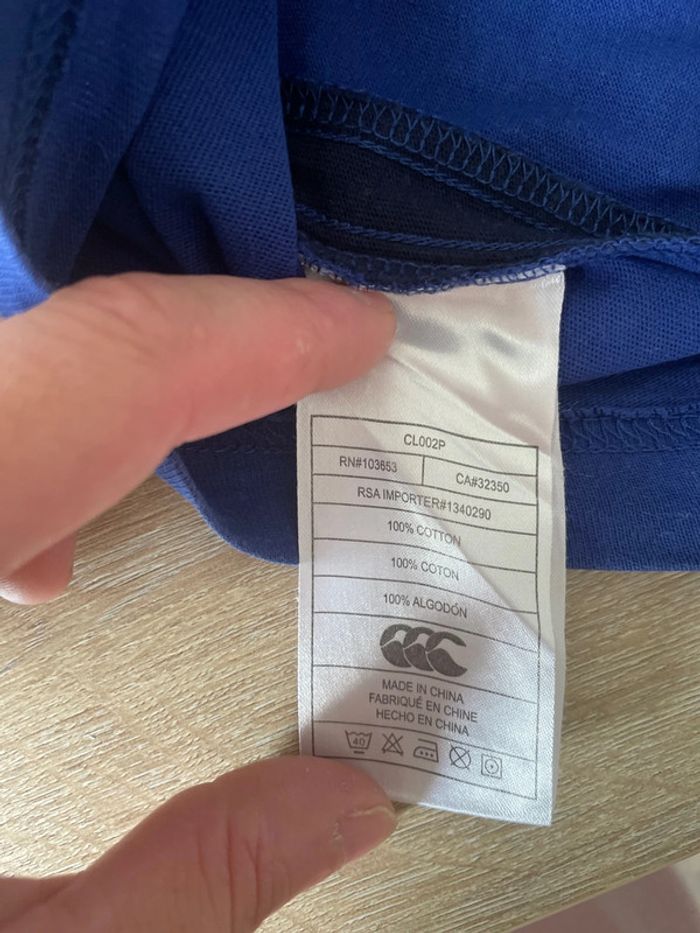 CL002P
RN#103653 CA#32350
RSA IMPORTER#1340290
100% COTTON
100% COTON
100% ALGODÓN
MADE IN CHINA
FABRIQUÉ EN CHINE
HECHO EN CHINA
40